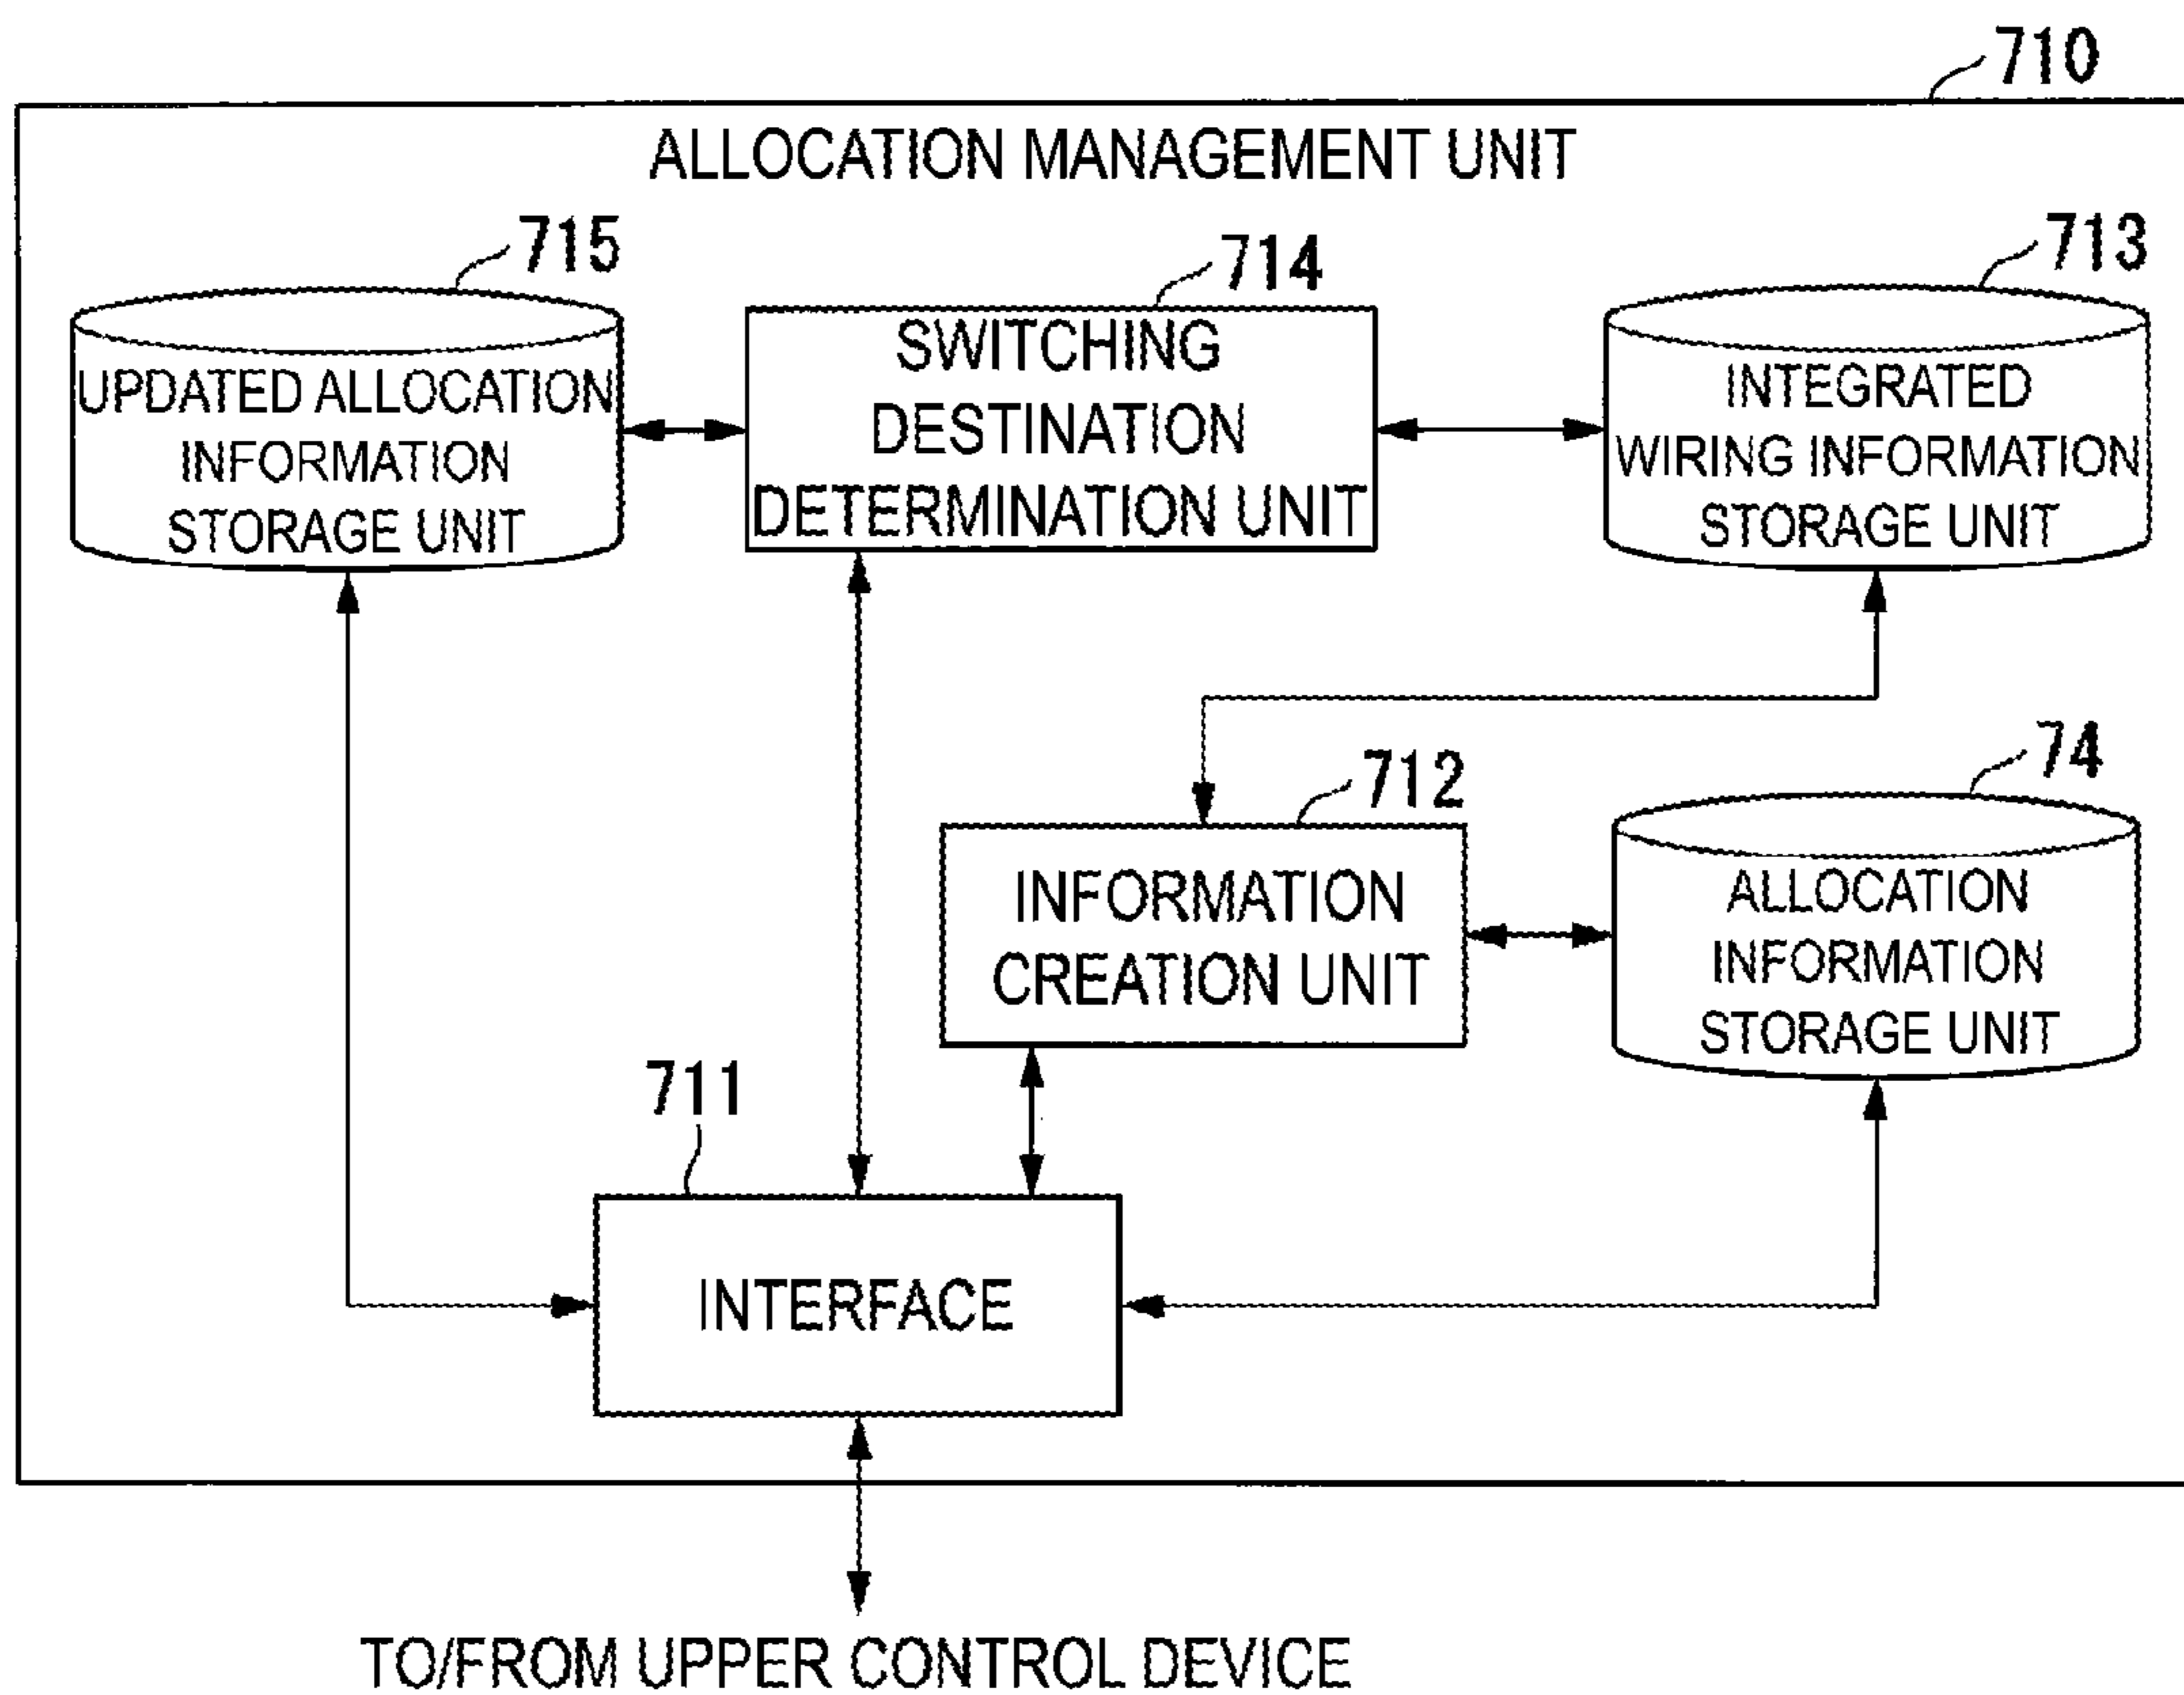 710
ALLOCATION MANAGEMENT UNIT
715
714
713
UPDATED ALLOCATION
INFORMATION
STORAGE UNIT
SWITCHING
DESTINATION
DETERMINATION UNIT
INTEGRATED
WIRING INFORMATION
STORAGE UNIT
712
74
INFORMATION
CREATION UNIT
ALLOCATION
INFORMATION
STORAGE UNIT
711
INTERFACE
TO/FROM UPPER CONTROL DEVICE